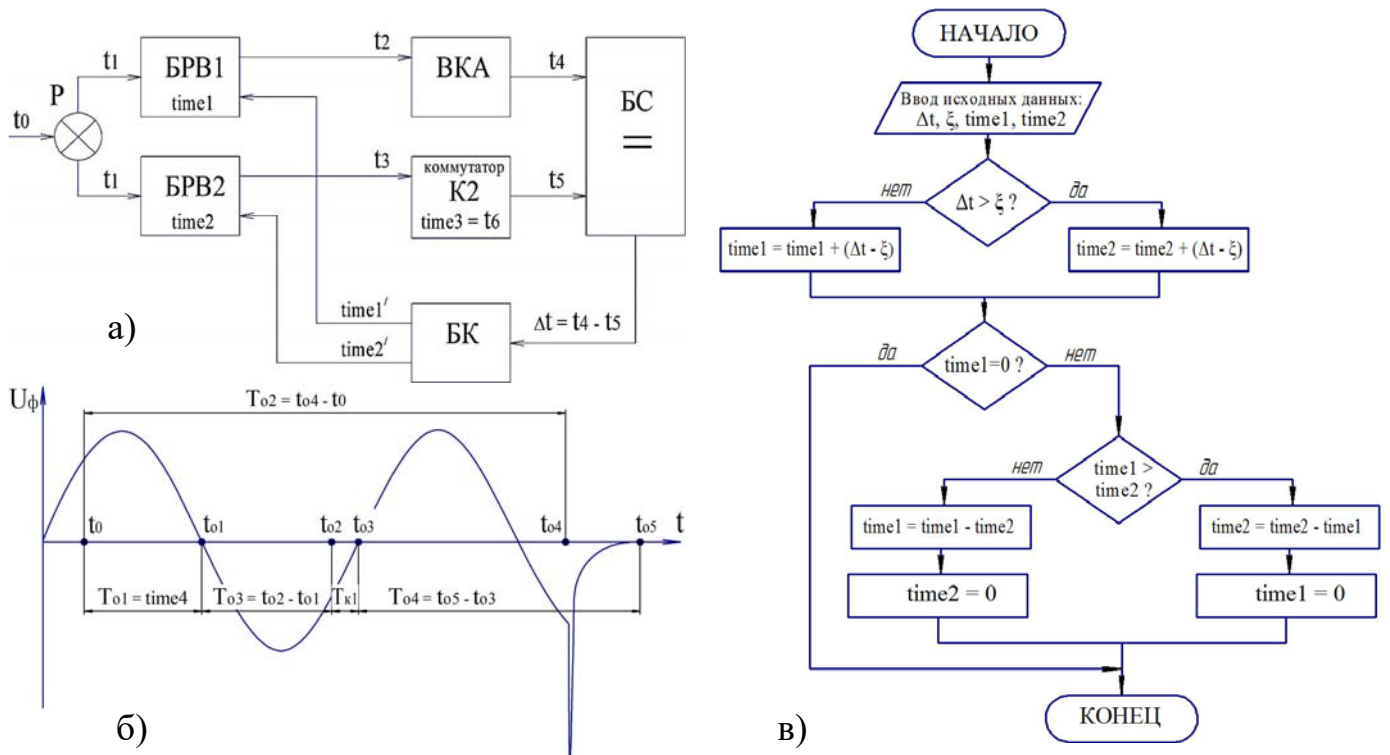 t0
P
t1
t1
БРВ1
time1
БРВ2
time2
t2
t3
ВКА
коммутатор
К2
time3 = t6
t4
t5
БС
=
time1′
time2′
БК
Δt = t4 - t5
а)
Uф
To2 = to4 - t0
t0
to1
to2
to3
to4
to5
t
To1 = time4
To3 = to2 - to1
Tк1
To4 = to5 - to3
б)
НАЧАЛО
Ввод исходных данных:
Δt, ξ, time1, time2
нет
Δt > ξ ?
да
time1 = time1 + (Δt - ξ)
time2 = time2 + (Δt - ξ)
да
time1=0 ?
нет
нет
time1 >
time2 ?
да
time1 = time1 - time2
time2 = time2 - time1
time2 = 0
time1 = 0
КОНЕЦ
в)